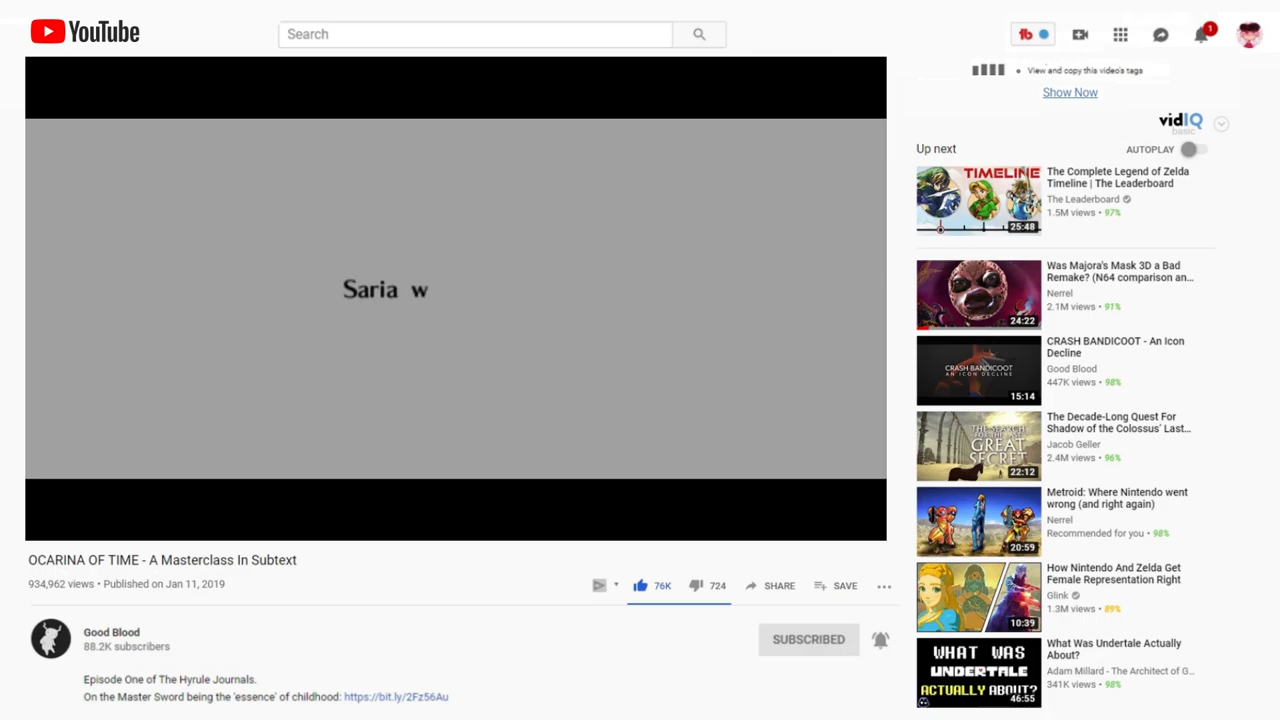 YouTube
Search
1
View and copy this video's tags
Show Now
vidIQ
basic
Up next
AUTOPLAY
TIMELINE
25:48
The Complete Legend of Zelda
Timeline | The Leaderboard
The Leaderboard
1.5M views • 97%
24:22
Was Majora's Mask 3D a Bad
Remake? (N64 comparison an...
Nerrel
2.1M views • 91%
CRASH BANDICOOT
AN ICON DECLINE
15:14
CRASH BANDICOOT - An Icon
Decline
Good Blood
447K views • 98%
THE SEARCH
FOR THE LAST
GREAT
SECRET
22:12
The Decade-Long Quest For
Shadow of the Colossus' Last...
Jacob Geller
2.4M views • 96%
20:59
Metroid: Where Nintendo went
wrong (and right again)
Nerrel
Recommended for you • 98%
10:39
How Nintendo And Zelda Get
Female Representation Right
Glink
1.3M views • 89%
WHAT WAS
UNDERTALE
ACTUALLY ABOUT?
46:55
What Was Undertale Actually
About?
Adam Millard - The Architect of G...
341K views • 98%
Saria w
OCARINA OF TIME - A Masterclass In Subtext
934,962 views • Published on Jan 11, 2019
76K 724 SHARE SAVE
Good Blood
88.2K subscribers
SUBSCRIBED
Episode One of The Hyrule Journals.
On the Master Sword being the 'essence' of childhood: https://bit.ly/2Fz56Au